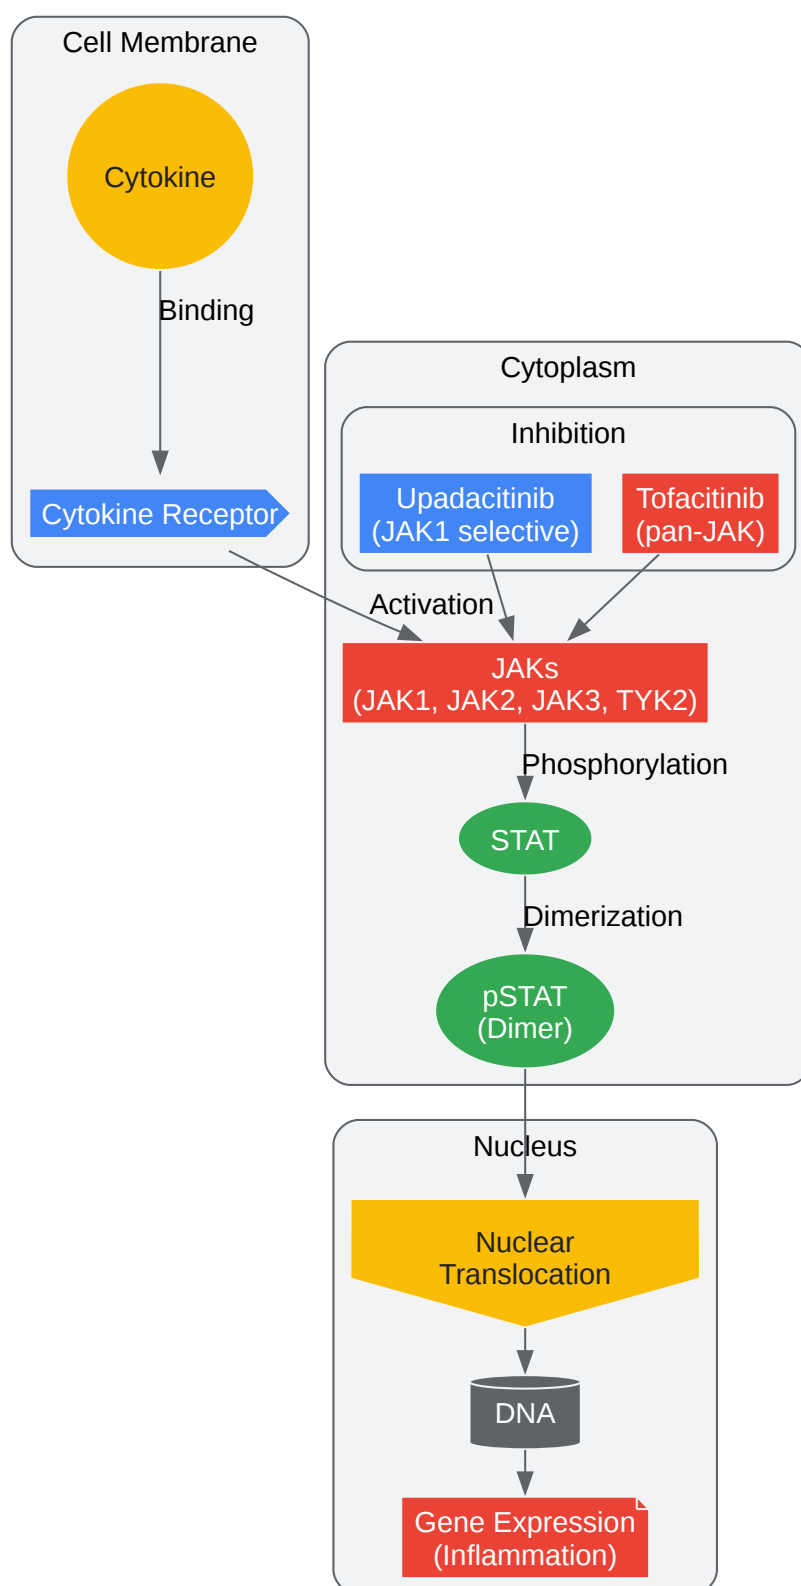 Cell Membrane
Cytokine
Binding
Cytokine Receptor
Cytoplasm
Inhibition
Upadacitinib
(JAK1 selective)
Tofacitinib
(pan-JAK)
Activation
JAKs
(JAK1, JAK2, JAK3, TYK2)
Phosphorylation
STAT
Dimerization
pSTAT
(Dimer)
Nucleus
Nuclear
Translocation
DNA
Gene Expression
(Inflammation)